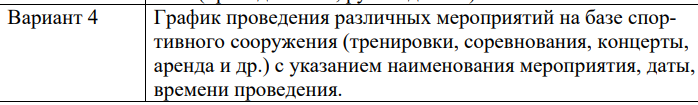 Вариант 4
График проведения различных мероприятий на базе спор-
тивного сооружения (тренировки, соревнования, концерты,
аренда и др.) с указанием наименования мероприятия, даты,
времени проведения.